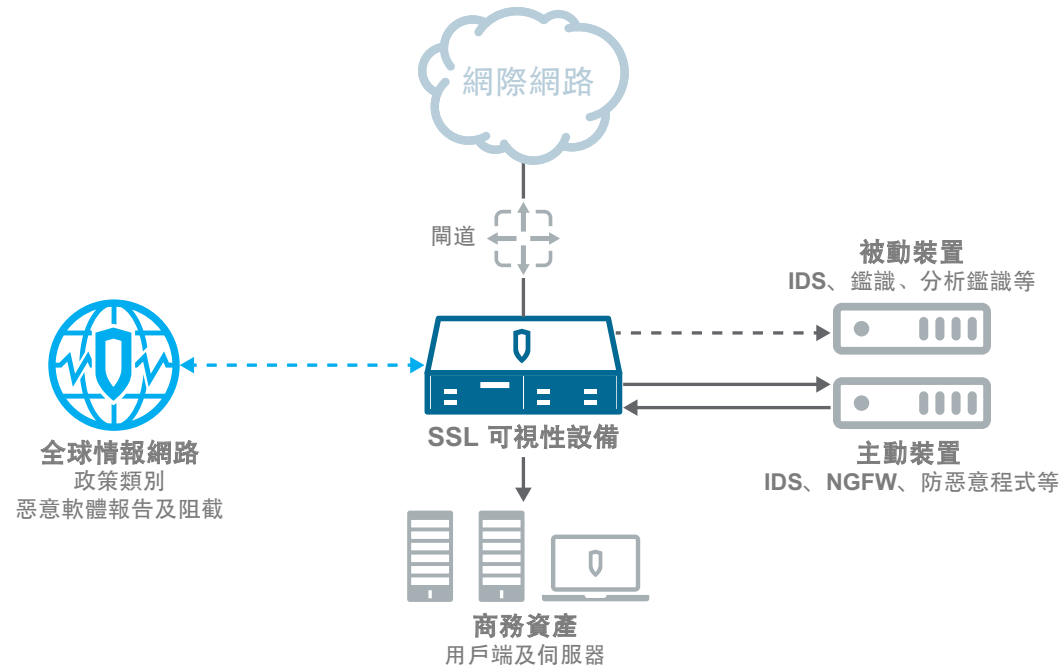 網際網路
閘道
被動裝置
IDS、鑑識、分析鑑識等
SSL 可視性設備
全球情報網路
政策類別
惡意軟體報告及阻截
主動裝置
IDS、NGFW、防惡意程式等
商務資產
用戶端及伺服器